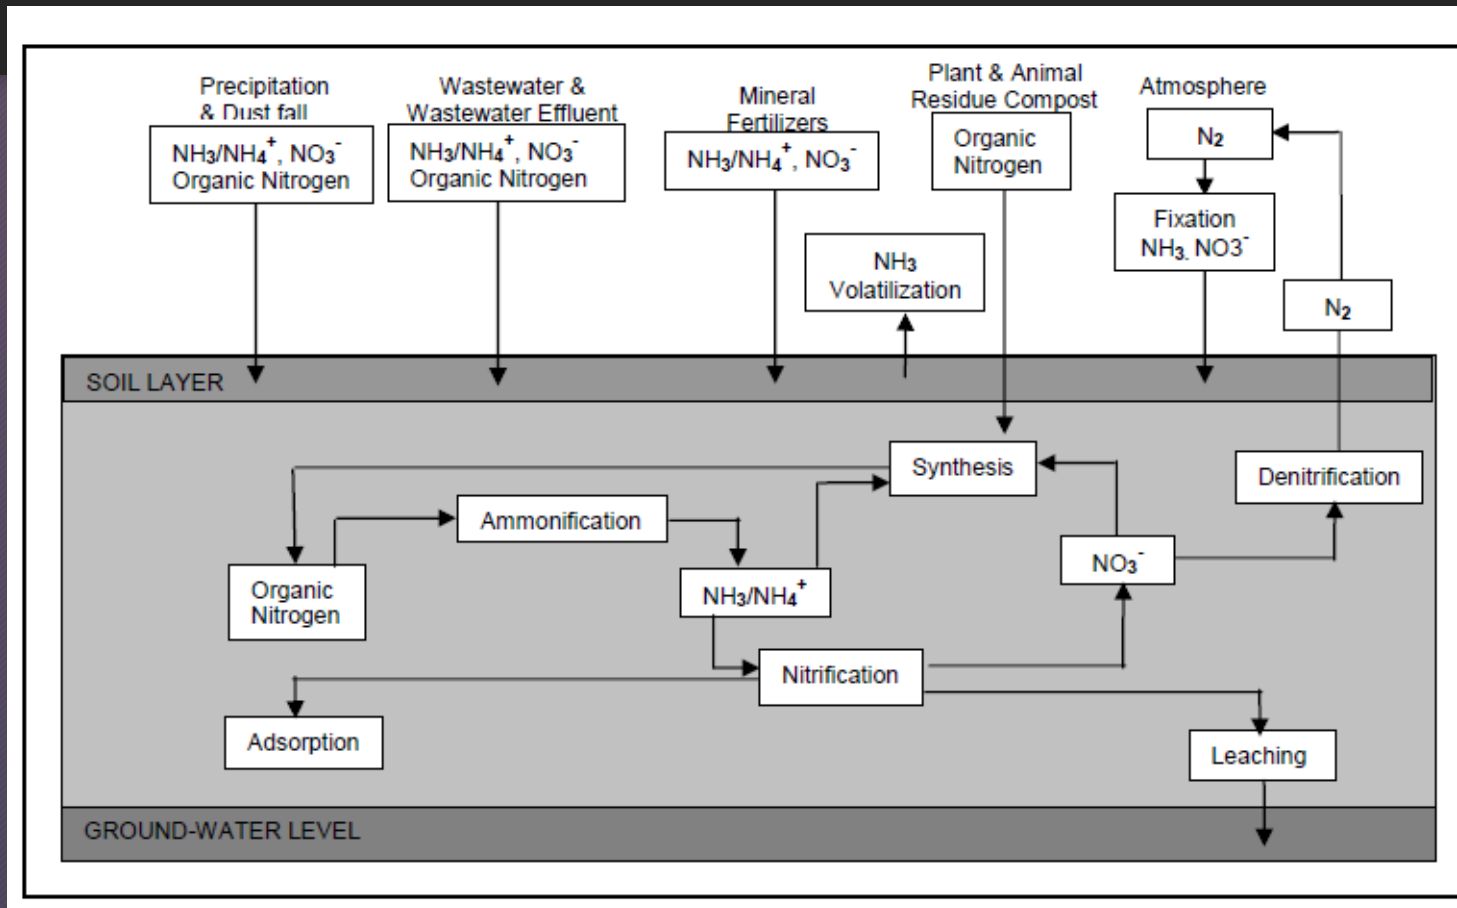 Precipitation
& Dust fall
NH₃/NH₄⁺, NO₃⁻
Organic Nitrogen
Wastewater &
Wastewater Effluent
NH₃/NH₄⁺, NO₃⁻
Organic Nitrogen
Mineral
Fertilizers
NH₃/NH₄⁺, NO₃⁻
Plant & Animal
Residue Compost
Organic
Nitrogen
Atmosphere
N₂
Fixation
NH₃, NO3⁻
NH₃
Volatilization
N₂
SOIL LAYER
Synthesis
Denitrification
Ammonification
NO₃⁻
Organic
Nitrogen
NH₃/NH₄⁺
Nitrification
Adsorption
Leaching
GROUND-WATER LEVEL